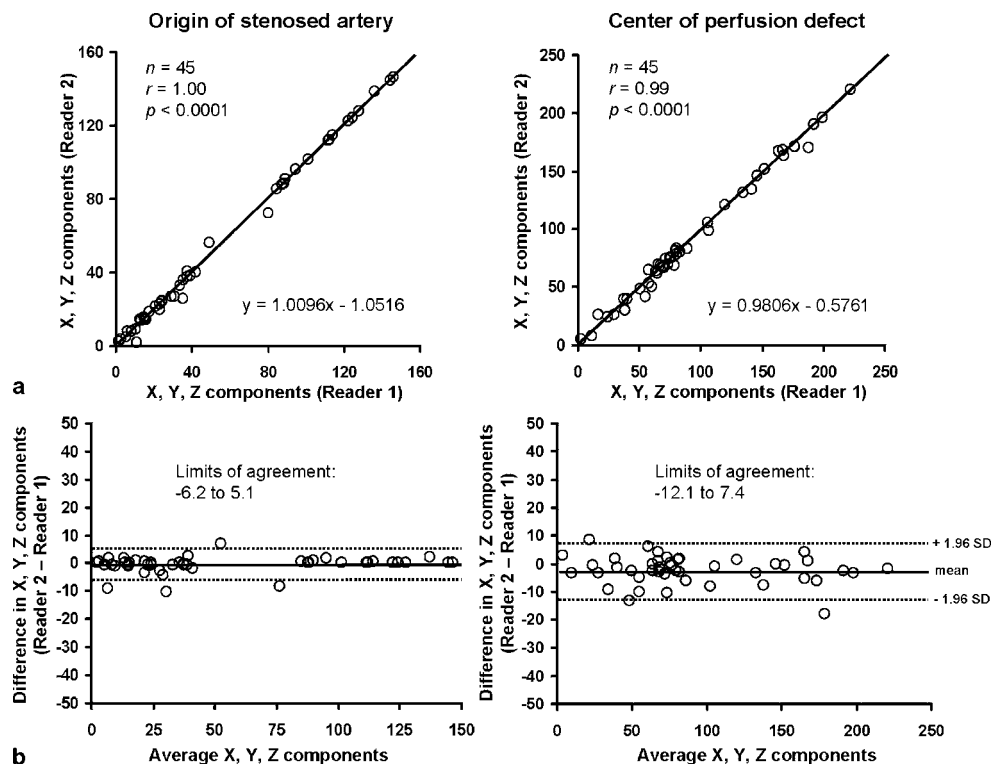 Origin of stenosed artery
160
120
80
40
0
0 40 80 120 160
X, Y, Z components (Reader 2)
n = 45
r = 1.00
p < 0.0001
y = 1.0096x - 1.0516
X, Y, Z components (Reader 1)
Center of perfusion defect
250
200
150
100
50
0
0 50 100 150 200 250
X, Y, Z components (Reader 2)
n = 45
r = 0.99
p < 0.0001
y = 0.9806x - 0.5761
X, Y, Z components (Reader 1)
a
50
40
30
20
10
0
-10
-20
-30
-40
-50
0 25 50 75 100 125 150
Difference in X, Y, Z components
(Reader 2 – Reader 1)
Limits of agreement:
-6.2 to 5.1
Average X, Y, Z components
50
40
30
20
10
0
-10
-20
-30
-40
-50
0 50 100 150 200 250
Difference in X, Y, Z components
(Reader 2 – Reader 1)
Limits of agreement:
-12.1 to 7.4
+ 1.96 SD
mean
- 1.96 SD
Average X, Y, Z components
b